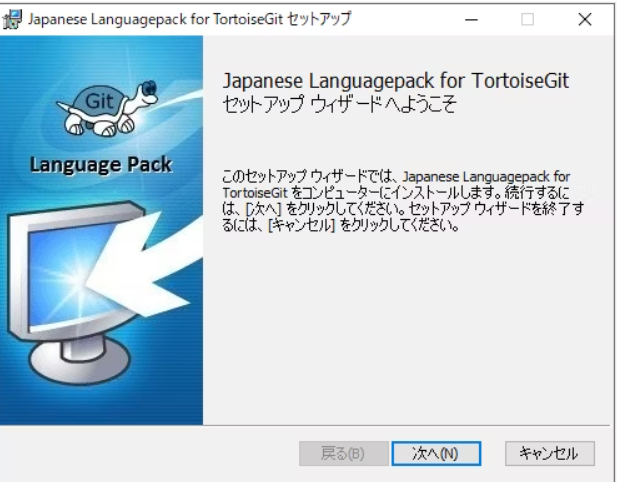 Japanese Languagepack for TortoiseGit セットアップ
Git
Language Pack
Japanese Languagepack for TortoiseGit
セットアップ ウィザードへようこそ
このセットアップ ウィザードでは、Japanese Languagepack for
TortoiseGit をコンピューターにインストールします。続行するに
は、[次へ] をクリックしてください。セットアップ ウィザードを終了す
るには、[キャンセル] をクリックしてください。
戻る(B)
次へ(N)
キャンセル